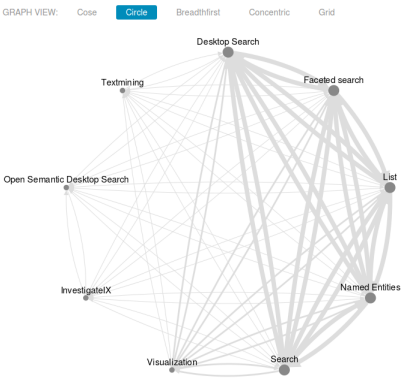 GRAPH VIEW: Cose Circle Breadthfirst Concentric Grid
Desktop Search
Faceted search
Textmining
List
Open Semantic Desktop Search
Named Entities
InvestigateIX
Search
Visualization